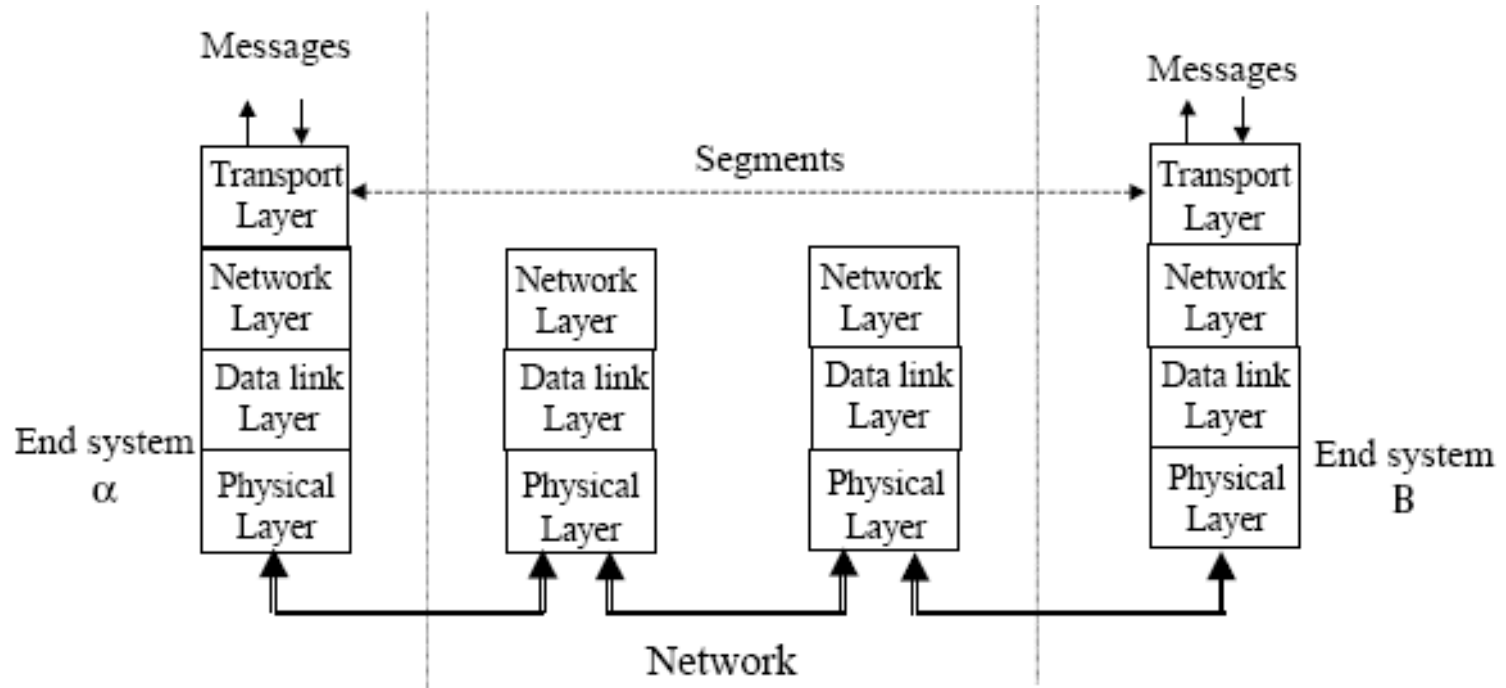 Messages
Messages
Segments
Transport
Layer
Transport
Layer
Network
Layer
Network
Layer
Network
Layer
Network
Layer
Data link
Layer
Data link
Layer
Data link
Layer
Data link
Layer
End system
α
Physical
Layer
Physical
Layer
Physical
Layer
Physical
Layer
End system
B
Network